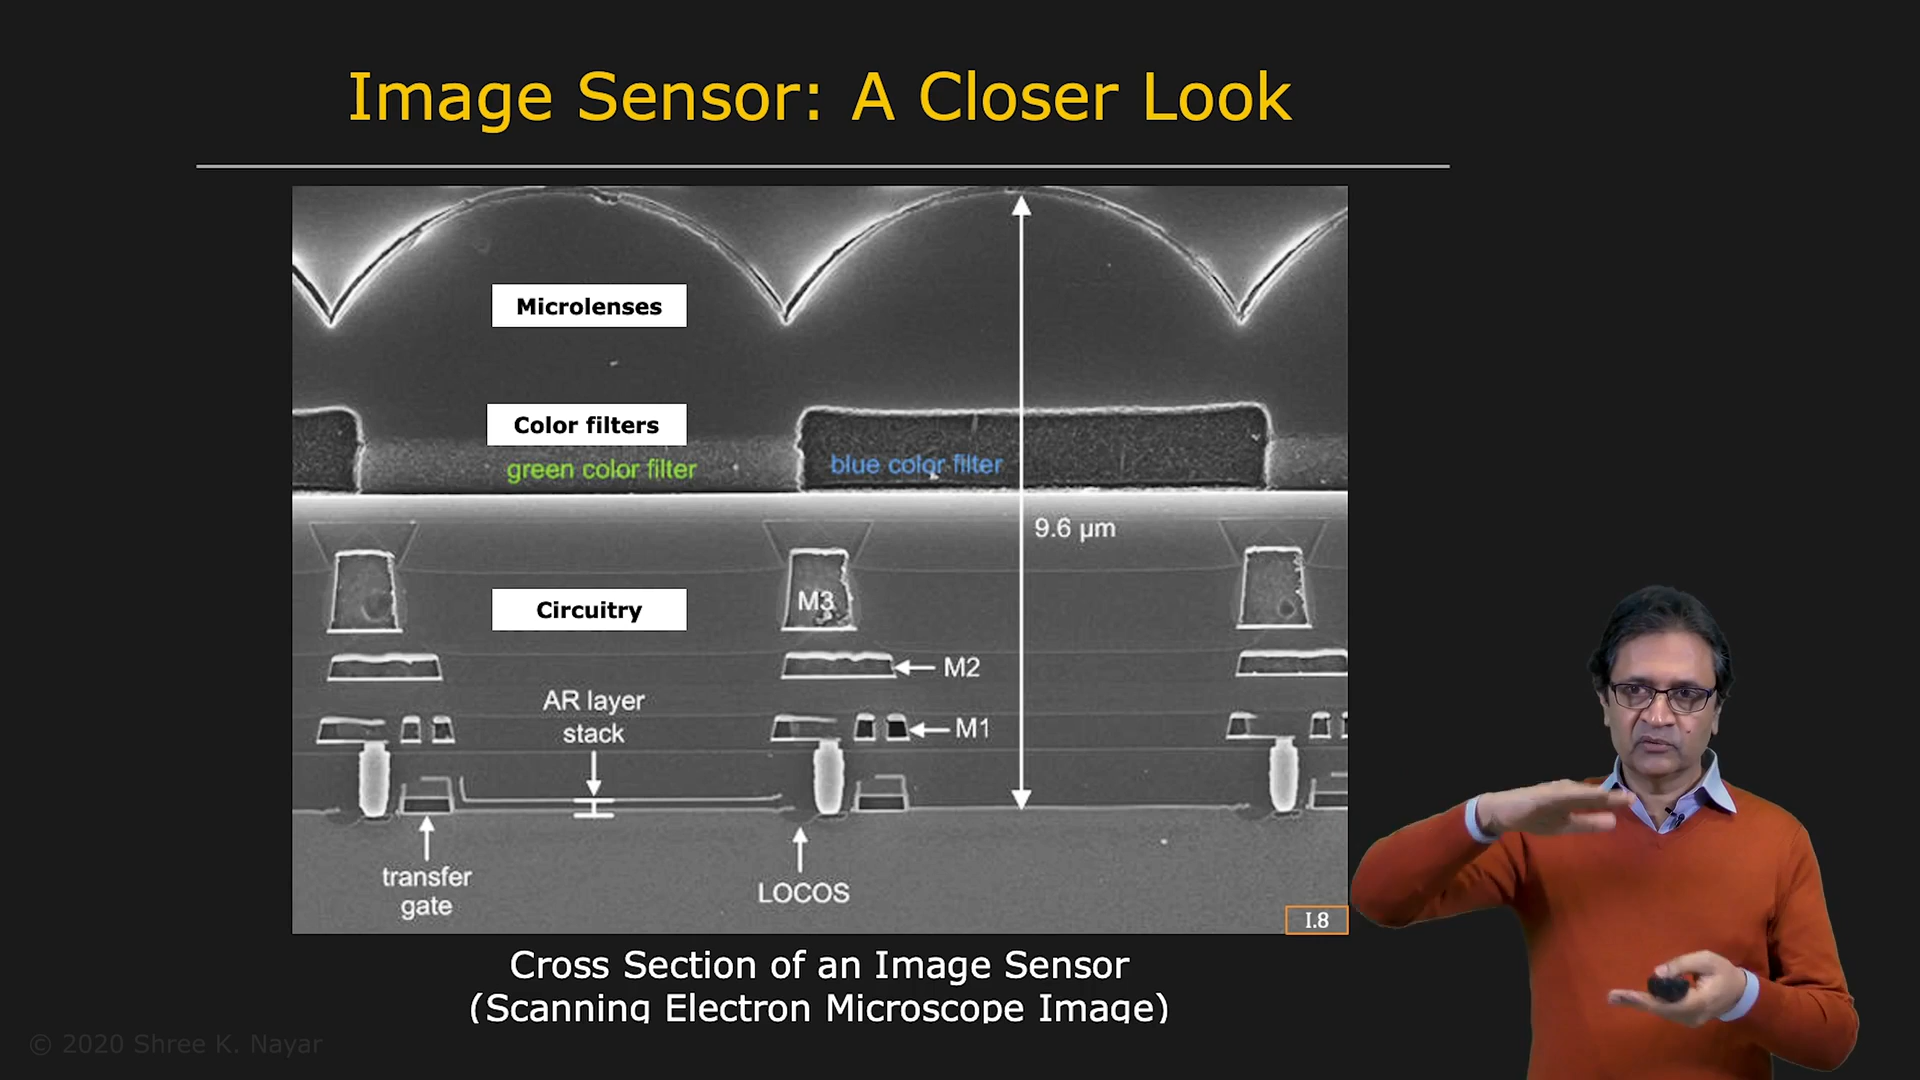 Image Sensor: A Closer Look
Microlenses
Color filters
green color filter
blue color filter
9.6 μm
M3
Circuitry
M2
AR layer
stack
M1
transfer
gate
LOCOS
I.8
Cross Section of an Image Sensor
(Scanning Electron Microscope Image)
© 2020 Shree K. Nayar